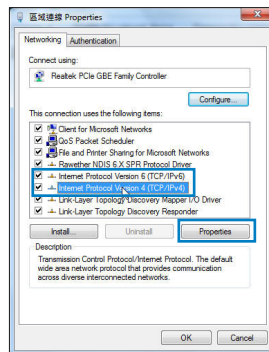 區域連線 Properties
Networking
Authentication
Connect using:
Realtek PCIe GBE Family Controller
Configure...
This connection uses the following items:
Client for Microsoft Networks
QoS Packet Scheduler
File and Printer Sharing for Microsoft Networks
Rawether NDIS 6.X SPR Protocol Driver
Internet Protocol Version 6 (TCP/IPv6)
Internet Protocol Version 4 (TCP/IPv4)
Link-Layer Topology Discovery Mapper I/O Driver
Link-Layer Topology Discovery Responder
Install...
Uninstall
Properties
Description
Transmission Control Protocol/Internet Protocol. The default
wide area network protocol that provides communication
across diverse interconnected networks.
OK
Cancel